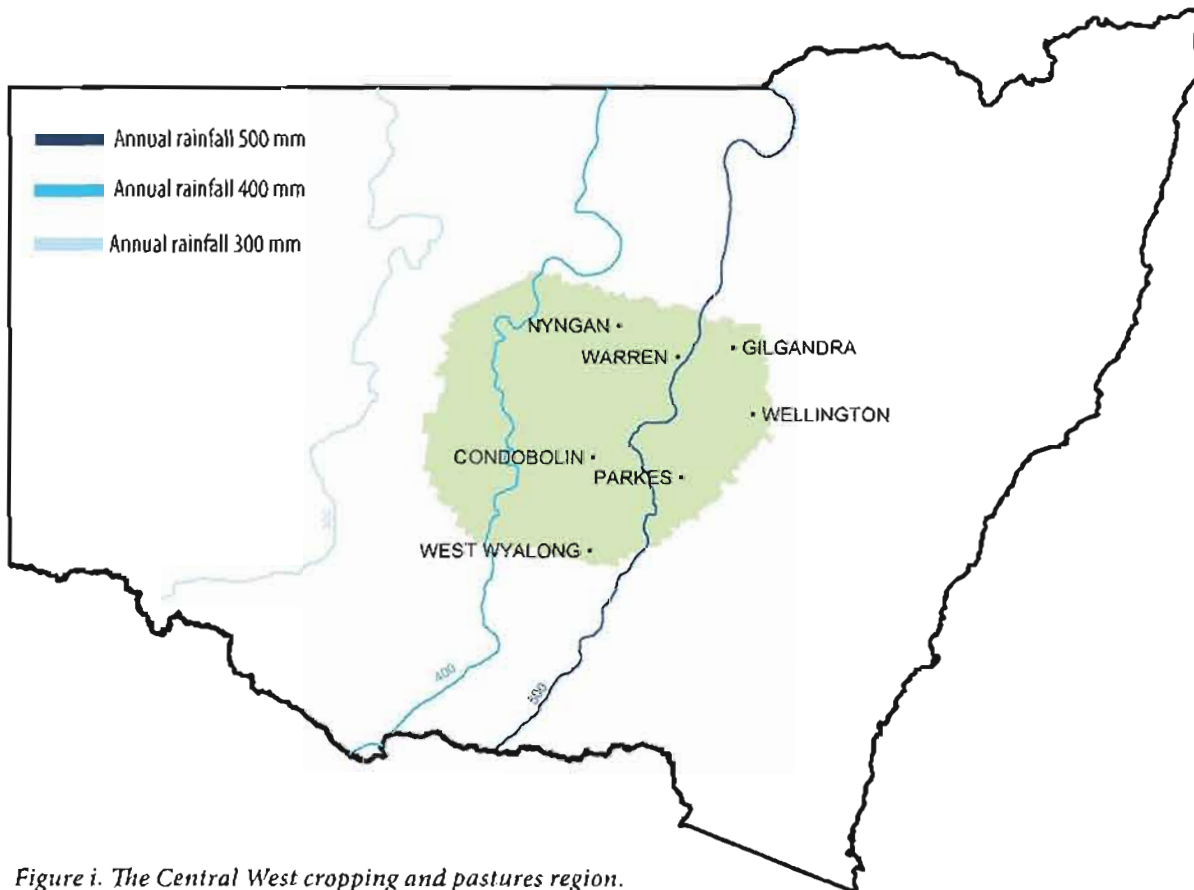 Annual rainfall 500 mm
Annual rainfall 400 mm
Annual rainfall 300 mm
NYNGAN
WARREN
GILGANDRA
WELLINGTON
CONDOBOLIN
PARKES
WEST WYALONG
400
500
Figure i. The Central West cropping and pastures region.